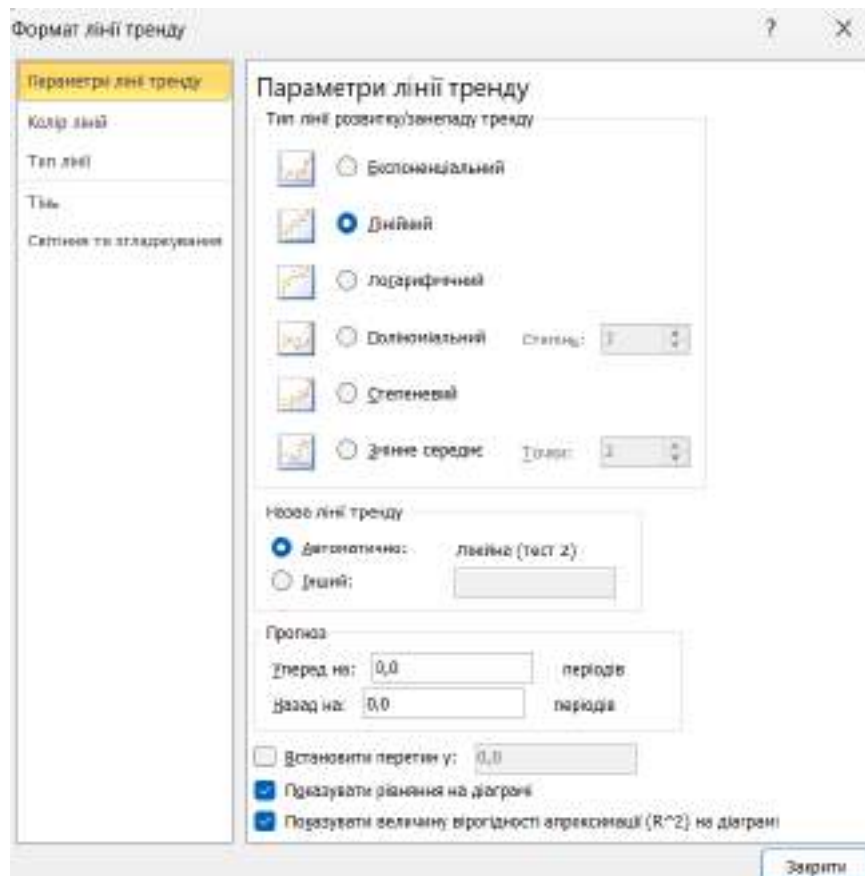 Формат лінії тренду
?
Параметри лінії тренду
Колір лінії
Тип лінії
Тінь
Світіння та згладжування
Параметри лінії тренду
Тип лінії розвитку/занепаду тренду
Експоненціальний
Лінійний
Логарифмічний
Поліноміальний Степінь: 2
Степеневий
Змінне середнє Точки: 2
Назва лінії тренду
Автоматично: Лінійна (тест 2)
Інший:
Прогноз
Уперед на: 0,0 періодів
Назад на: 0,0 періодів
Встановити перетин у: 0,0
Показувати рівняння на діаграмі
Показувати величину вірогідності апроксимації (R^2) на діаграмі
Закрити